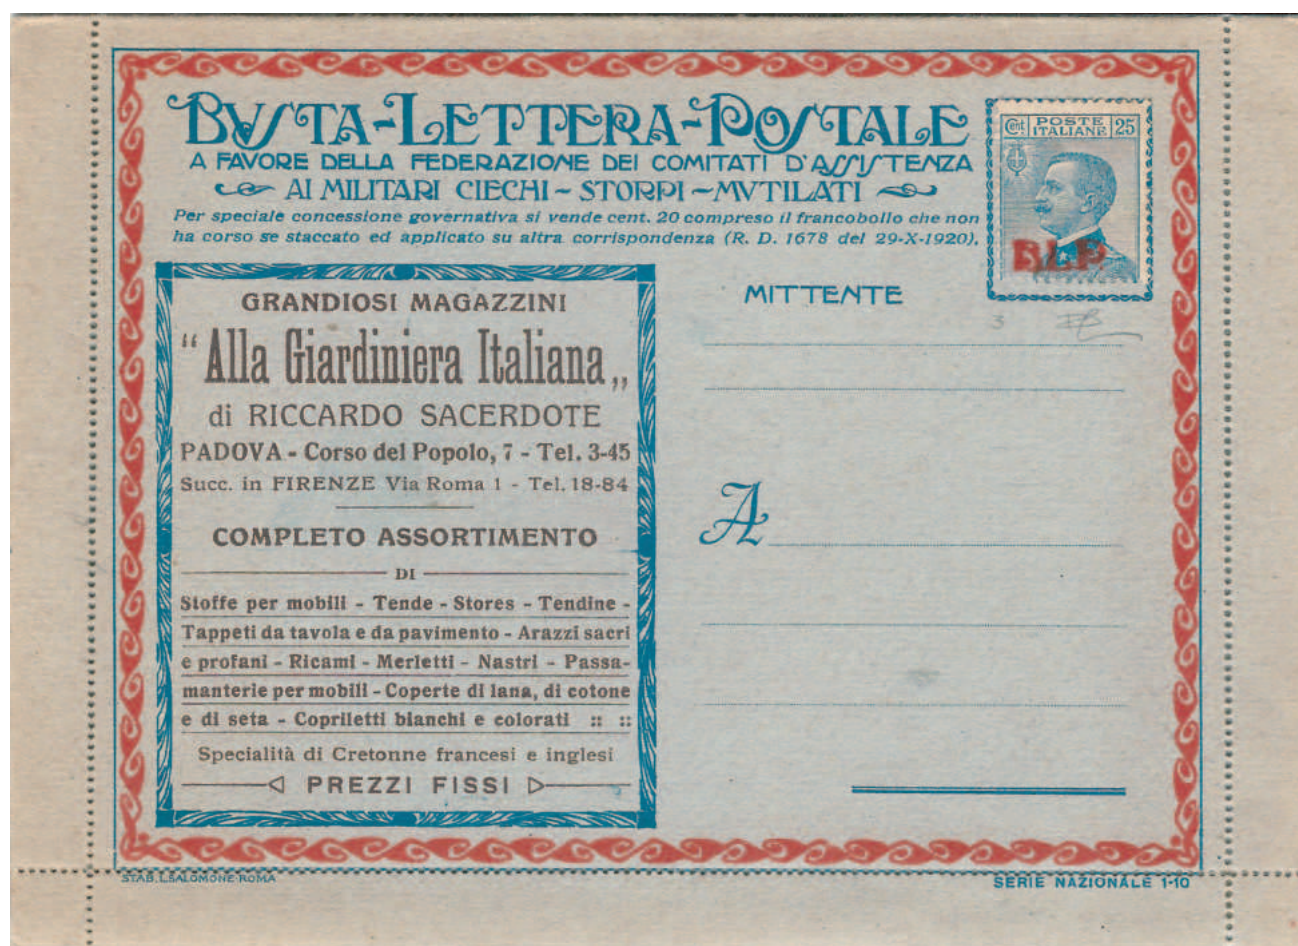 BUSTA-LETTERA-POSTALE
A FAVORE DELLA FEDERAZIONE DEI COMITATI D'ASSISTENZA
AI MILITARI CIECHI ~ STORPI ~ MVTILATI
Per speciale concessione governativa si vende cent. 20 compreso il francobollo che non
ha corso se staccato ed applicato su altra corrispondenza (R. D. 1678 del 29-X-1920).
Cent POSTE ITALIANE 25
B.L.P
GRANDIOSI MAGAZZINI
"Alla Giardiniera Italiana„
di RICCARDO SACERDOTE
PADOVA - Corso del Popolo, 7 - Tel. 3-45
Succ. in FIRENZE Via Roma 1 - Tel. 18-84
COMPLETO ASSORTIMENTO
DI
Stoffe per mobili - Tende - Stores - Tendine -
Tappeti da tavola e da pavimento - Arazzi sacri
e profani - Ricami - Merletti - Nastri - Passa-
manterie per mobili - Coperte di lana, di cotone
e di seta - Copriletti bianchi e colorati :: ::
Specialità di Cretonne francesi e inglesi
PREZZI FISSI
MITTENTE
3
A
STAB. L. SALOMONE-ROMA
SERIE NAZIONALE 1-10